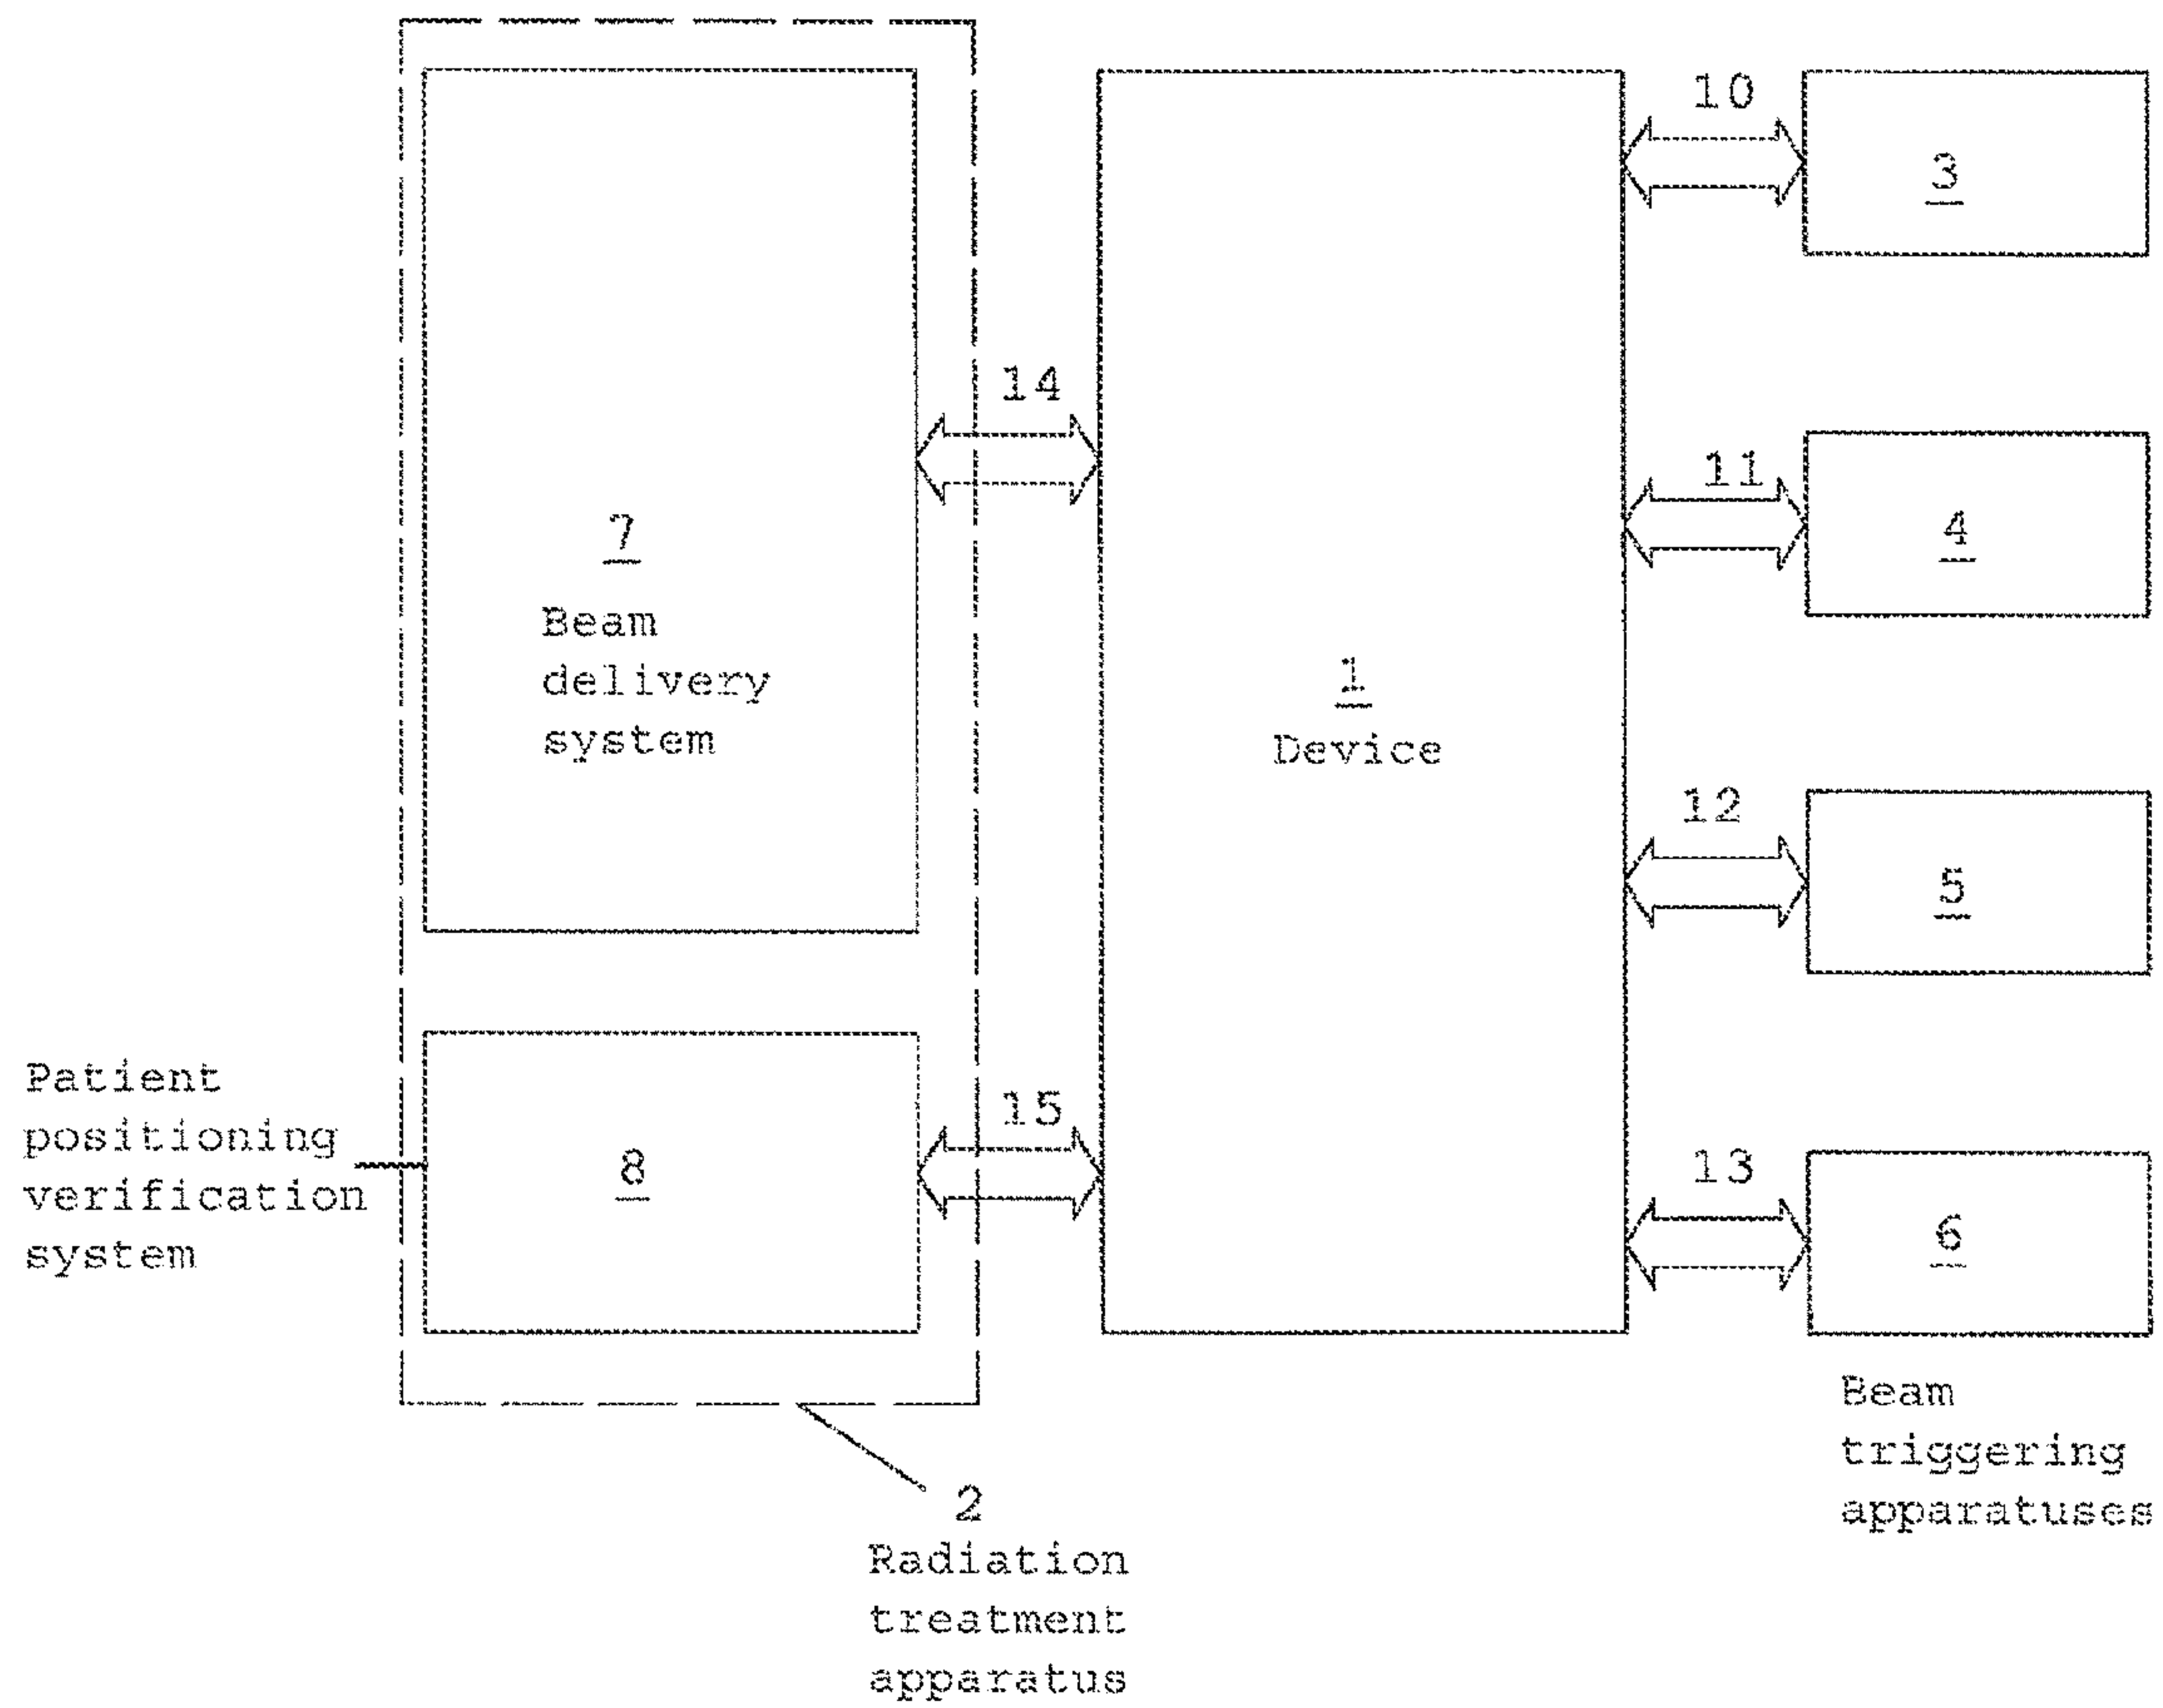 10
3
14
11
4
7
Beam
delivery
system
1
Device
12
5
Patient
positioning
verification
system
8
15
13
6
Beam
triggering
apparatuses
2
Radiation
treatment
apparatus